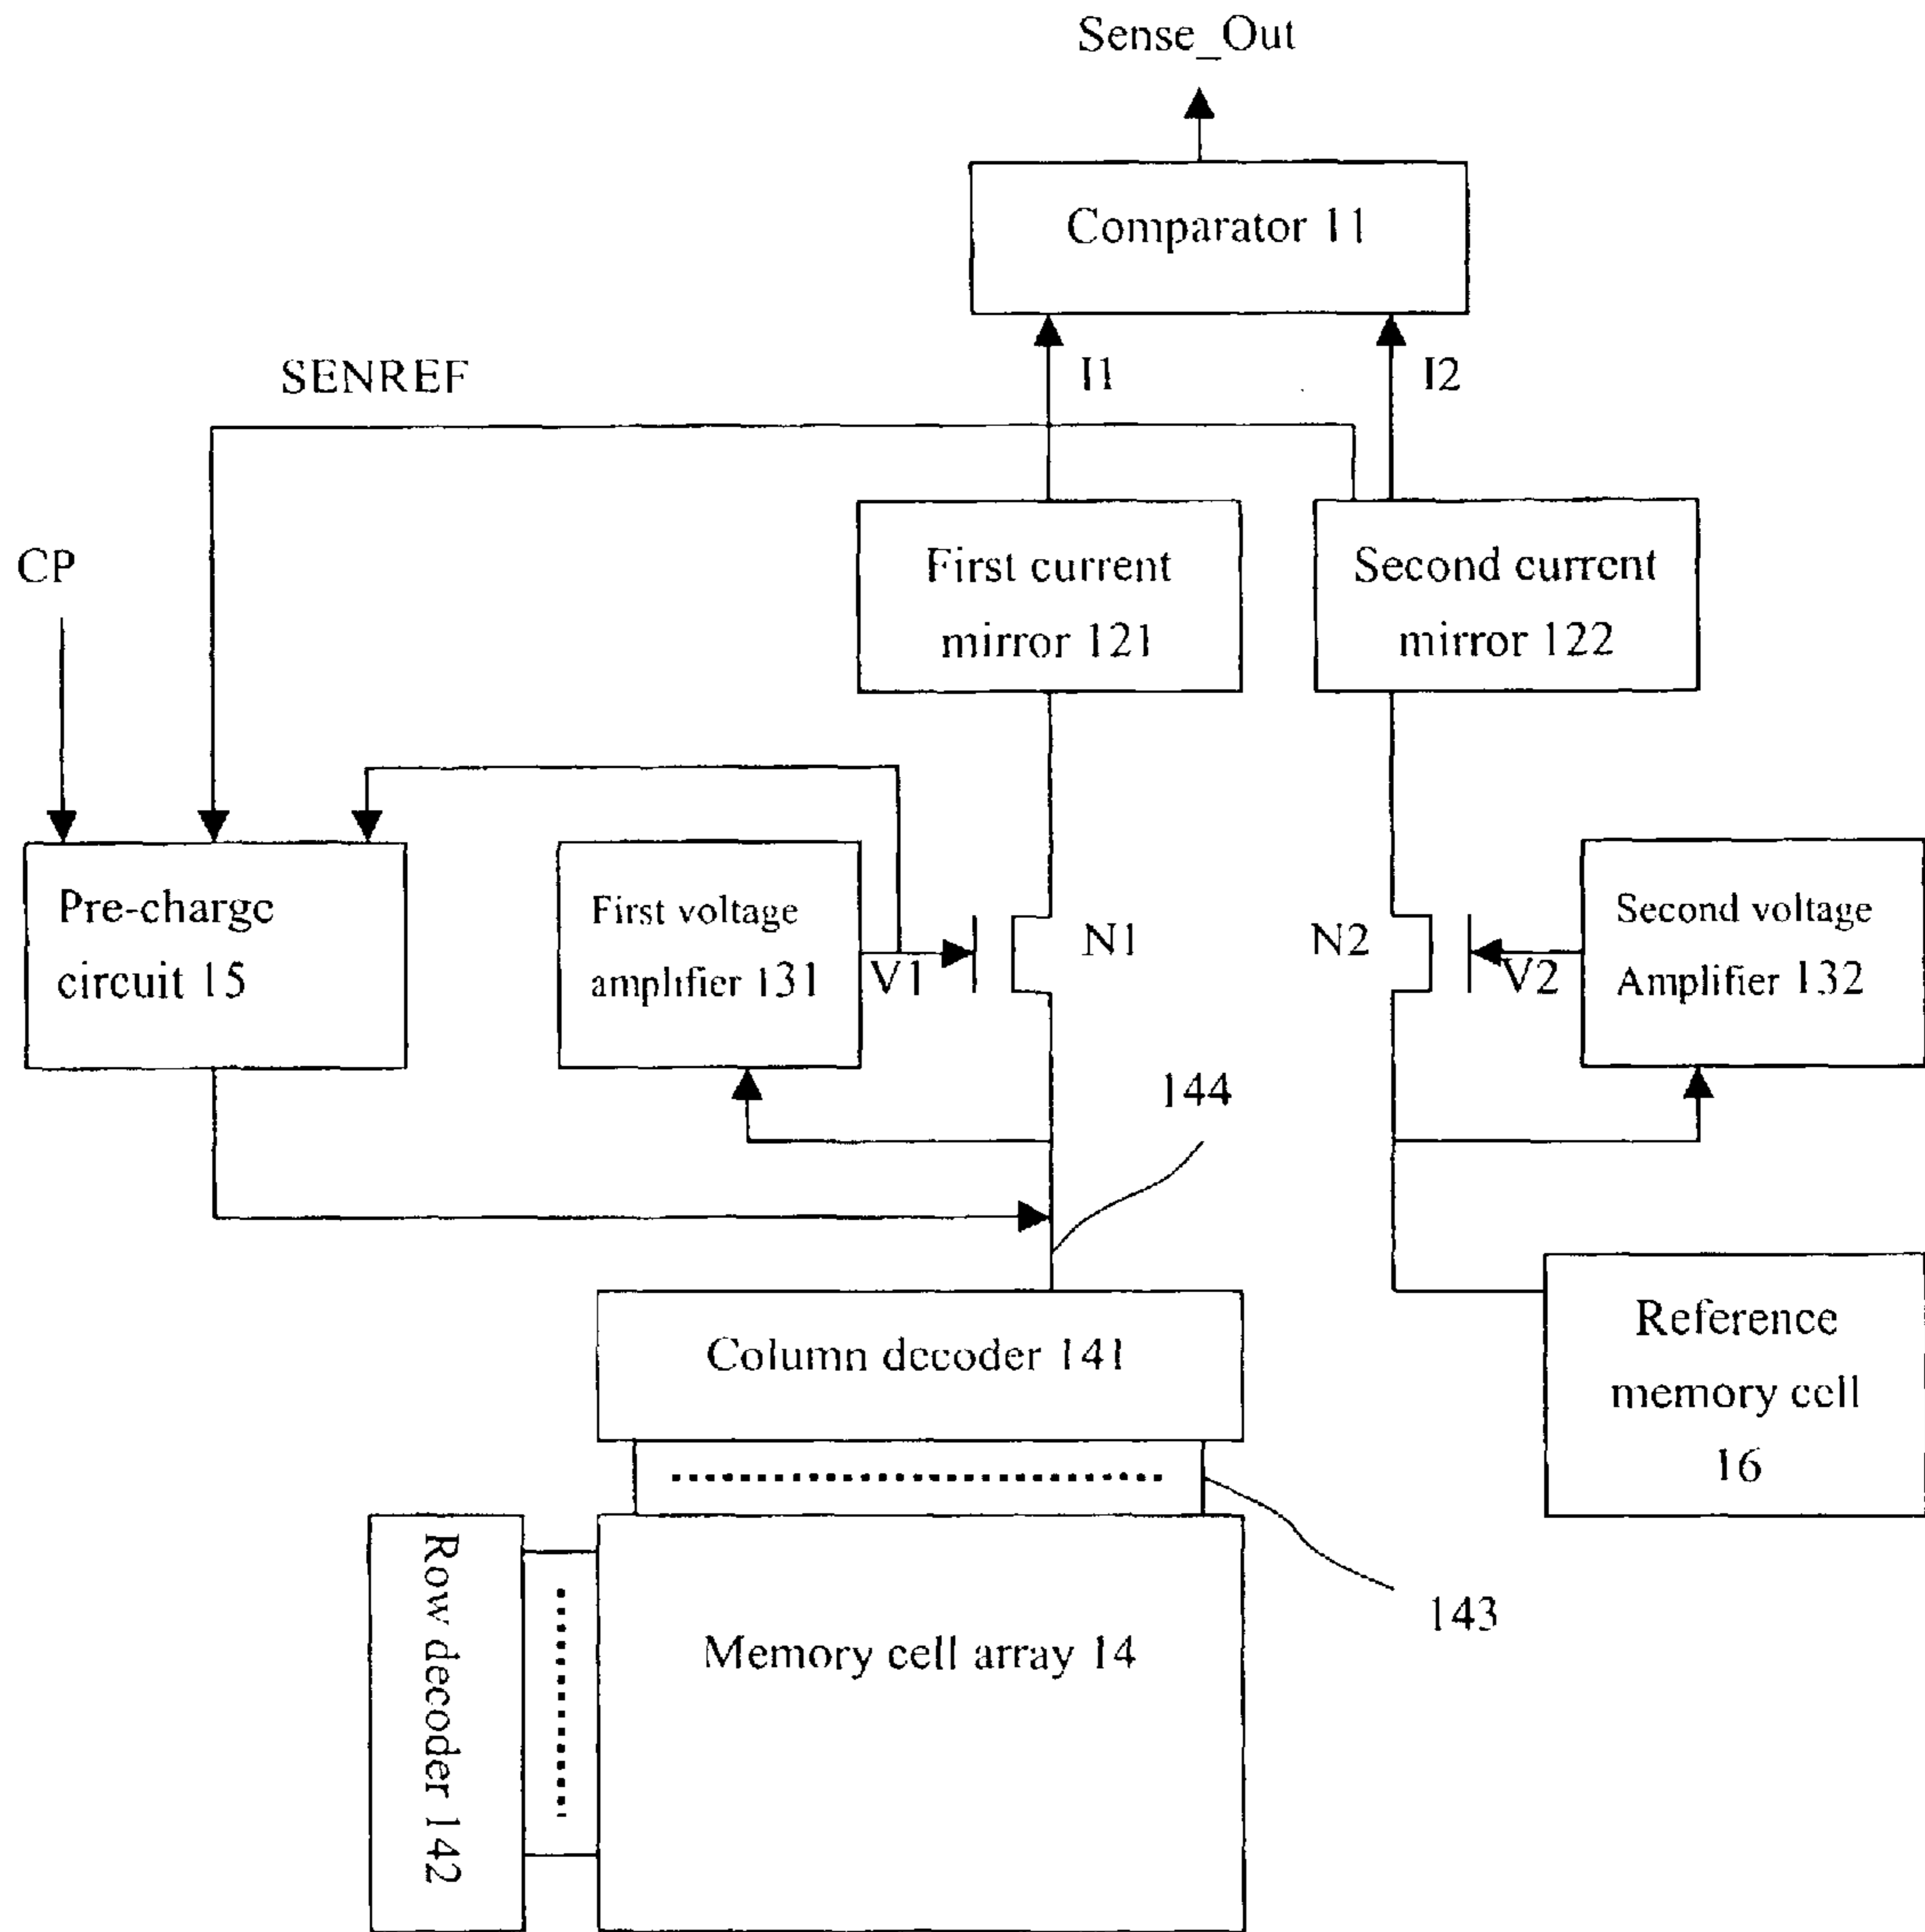 Sense_Out
Comparator 11
SENREF
I1
I2
CP
First current
mirror 121
Second current
mirror 122
Pre-charge
circuit 15
First voltage
amplifier 131
V1
N1
N2
V2
Second voltage
Amplifier 132
144
Column decoder 141
Reference
memory cell
16
143
Row decoder 142
Memory cell array 14